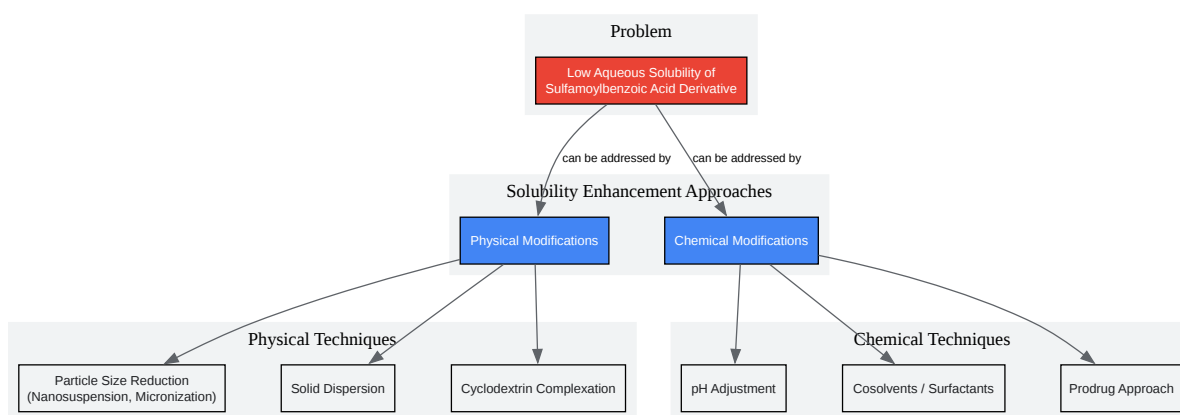 Problem
Low Aqueous Solubility of
Sulfamoylbenzoic Acid Derivative
can be addressed by
can be addressed by
Solubility Enhancement Approaches
Physical Modifications
Chemical Modifications
Physical Techniques
Chemical Techniques
Particle Size Reduction
(Nanosuspension, Micronization)
Solid Dispersion
Cyclodextrin Complexation
pH Adjustment
Cosolvents / Surfactants
Prodrug Approach